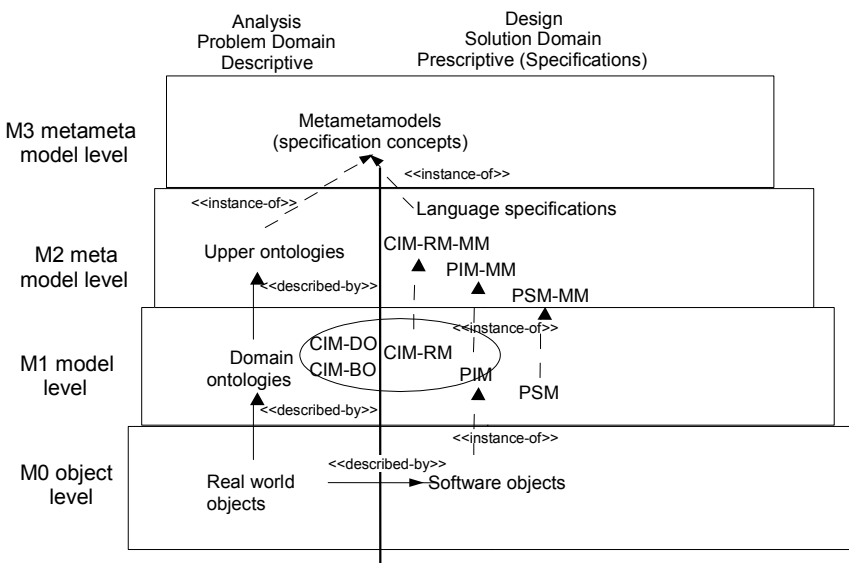 Analysis
Problem Domain
Descriptive
Design
Solution Domain
Prescriptive (Specifications)
M3 metameta
model level
Metametamodels
(specification concepts)
<<instance-of>>
<<instance-of>>
Language specifications
M2 meta
model level
Upper ontologies
CIM-RM-MM
PIM-MM
<<described-by>>
PSM-MM
M1 model
level
Domain
ontologies
CIM-DO
CIM-BO
CIM-RM
<<instance-of>>
PIM
PSM
<<described-by>>
<<instance-of>>
M0 object
level
Real world
objects
<<described-by>>
Software objects